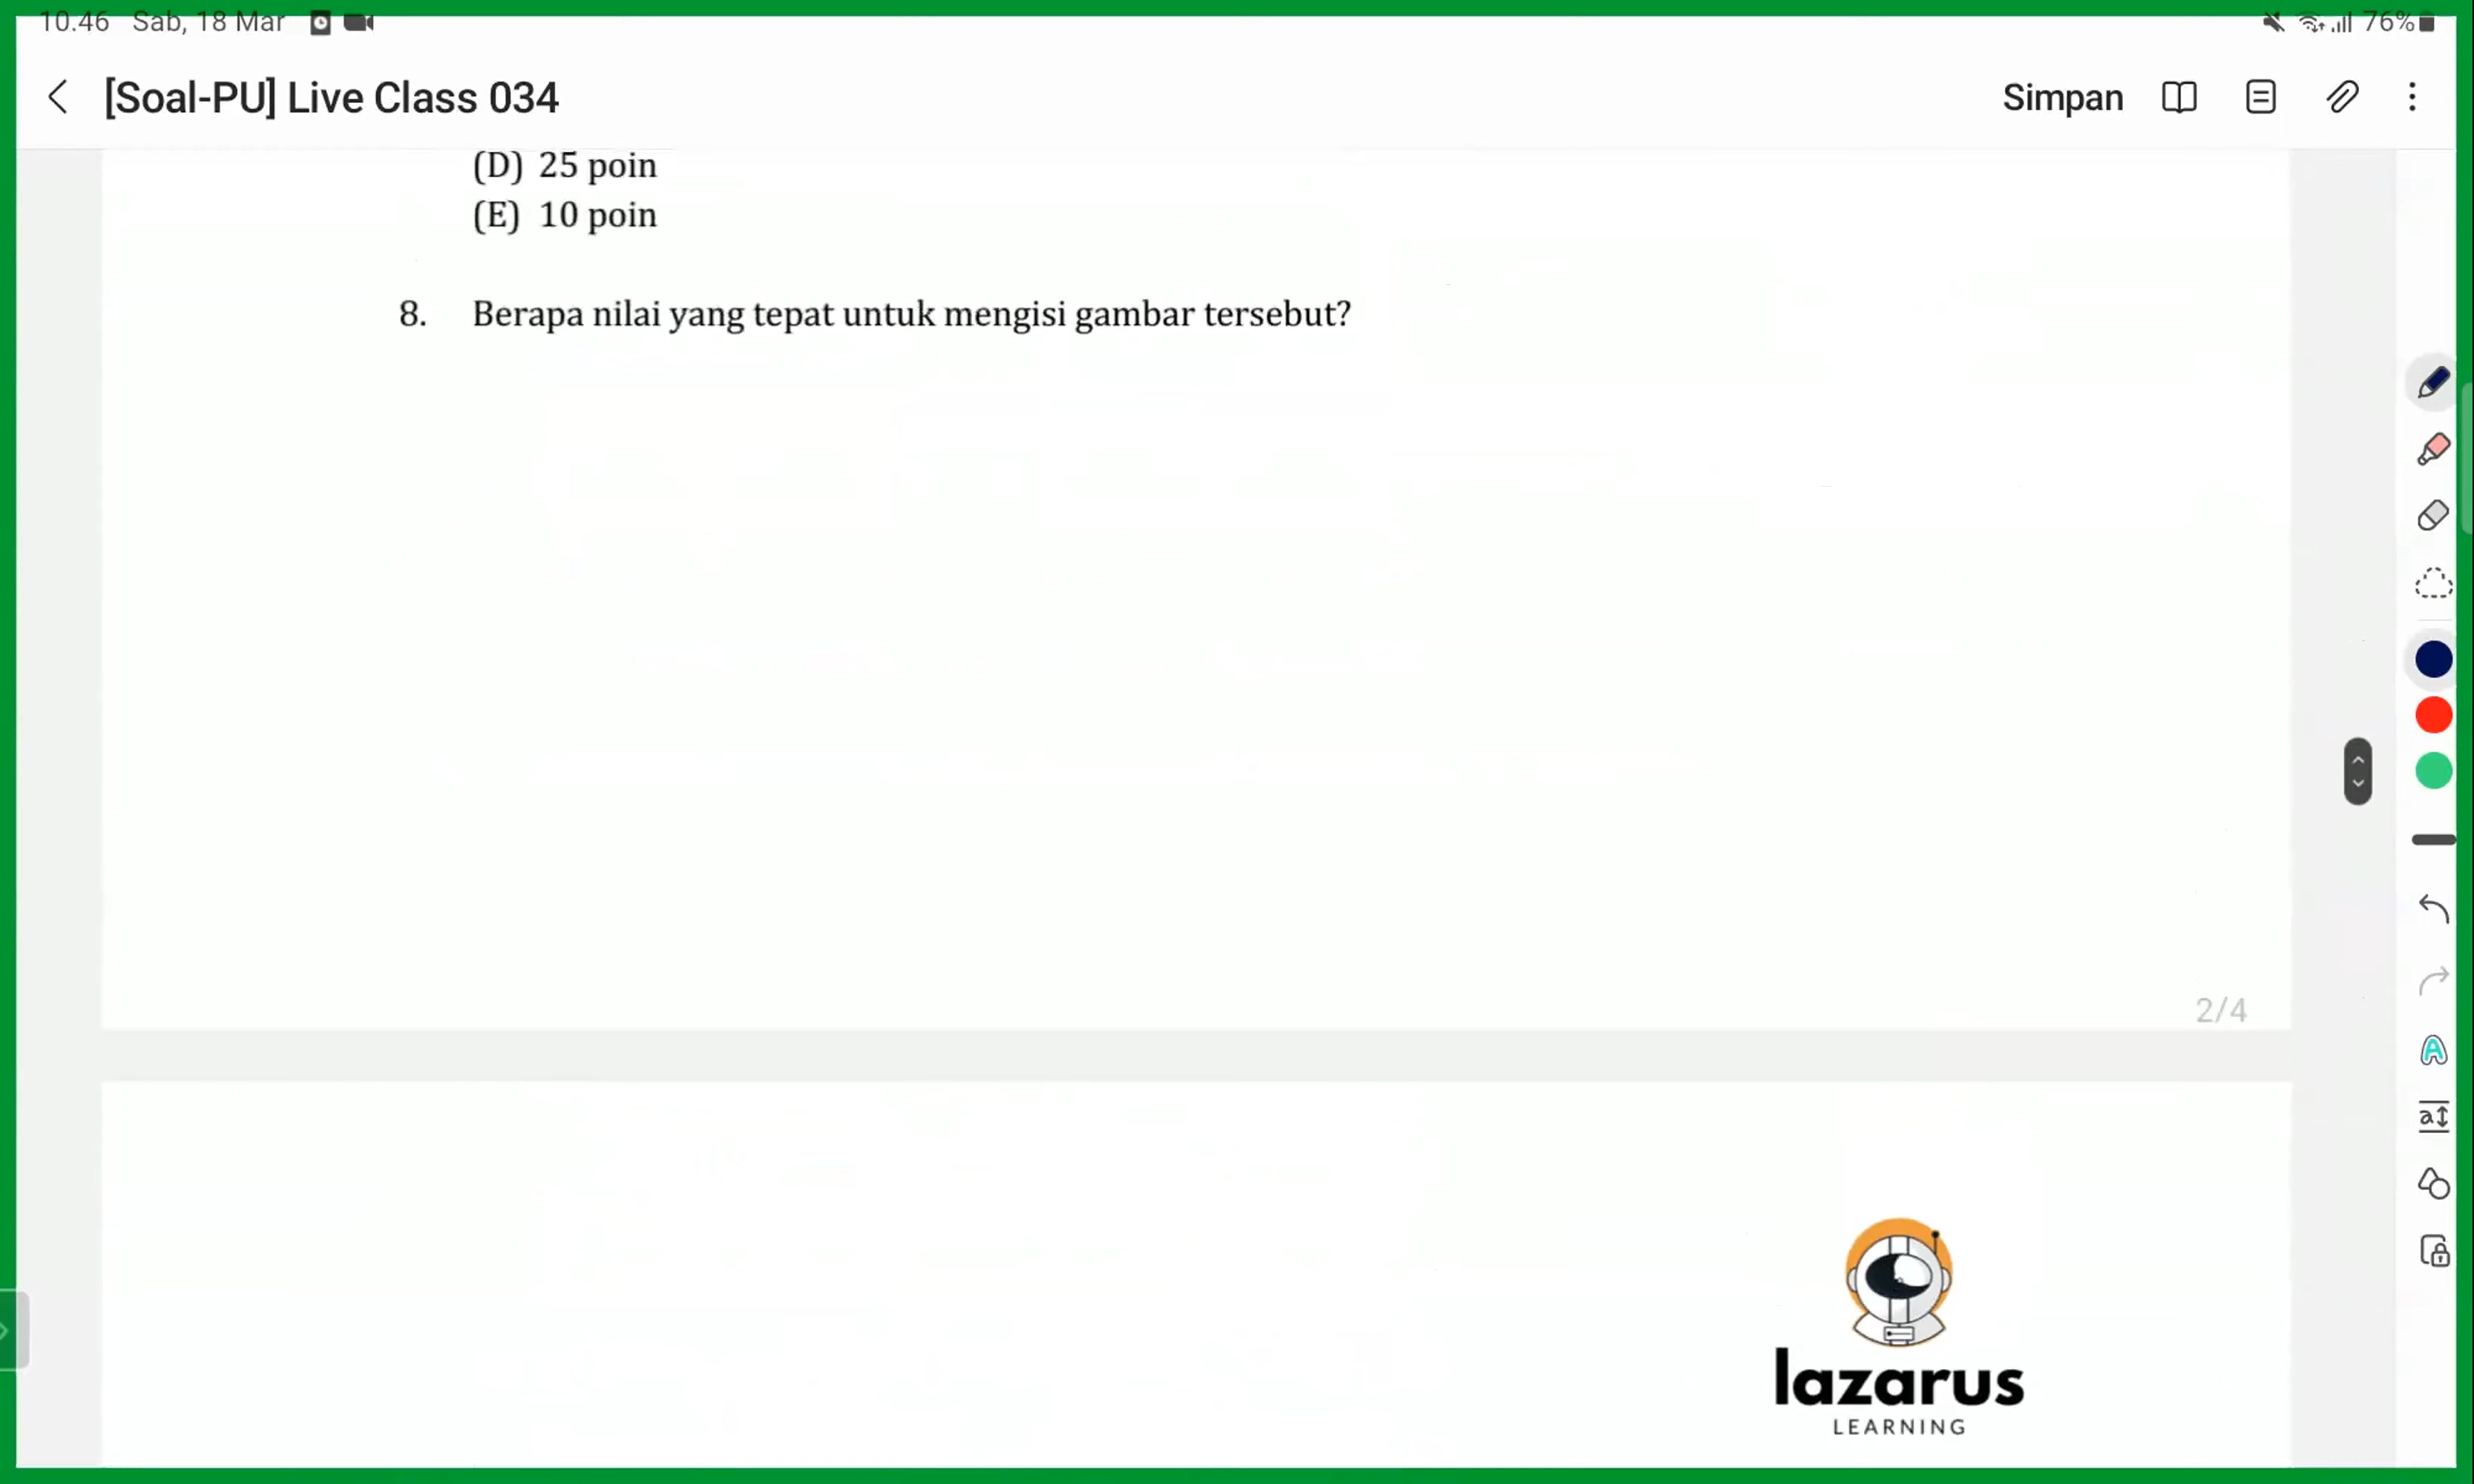 10.46 Sab, 18 Mar
76%
[Soal-PU] Live Class 034
Simpan
(D) 25 poin
(E) 10 poin
8. Berapa nilai yang tepat untuk mengisi gambar tersebut?
2/4
lazarus
LEARNING